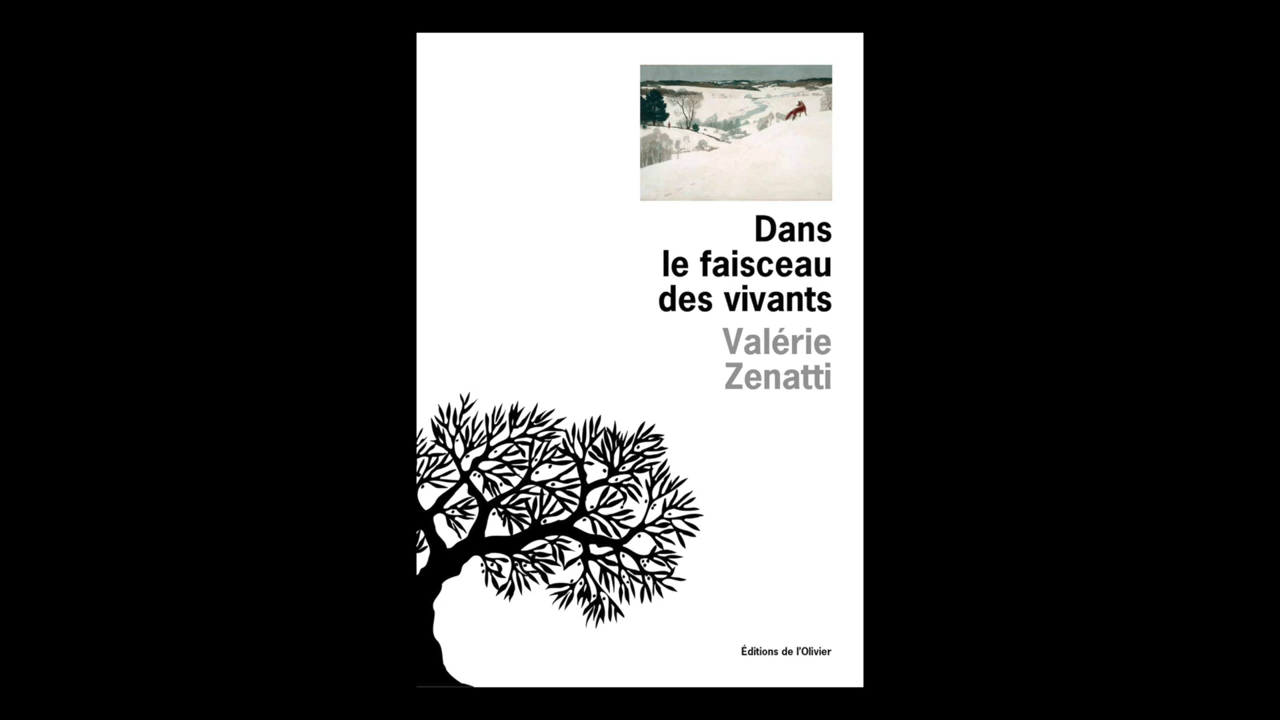 Dans
le faisceau
des vivants
Valérie
Zenatti
Éditions de l'Olivier